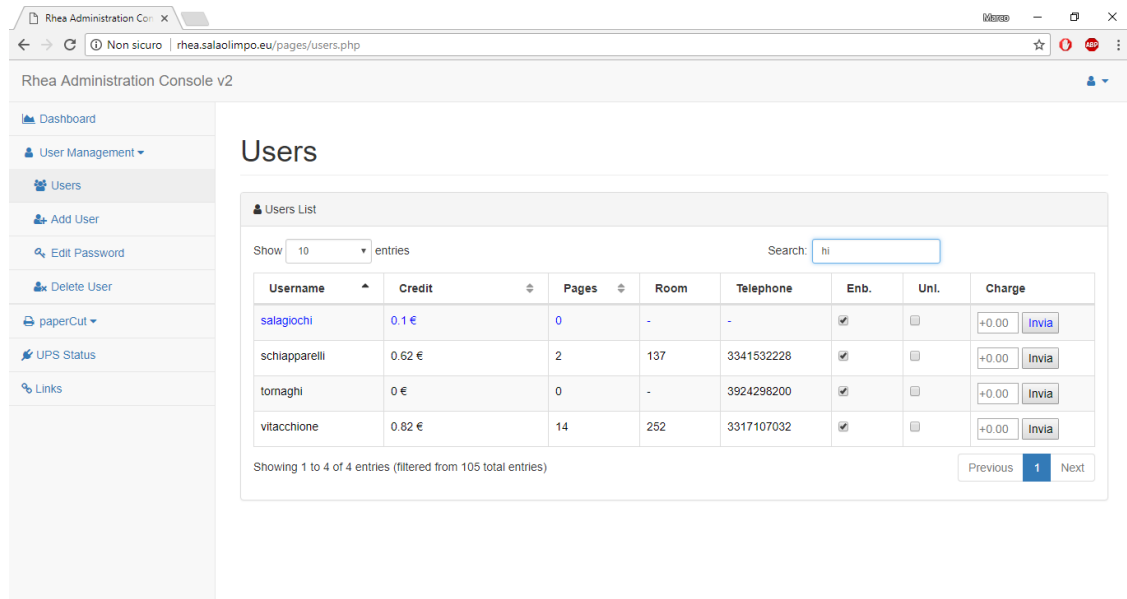 Rhea Administration Con
Marco
Non sicuro | rhea.salaolimpo.eu/pages/users.php
ABP
Rhea Administration Console v2
Dashboard
User Management
Users
Add User
Edit Password
Delete User
paperCut
UPS Status
Links
Users
Users List
Show 10 entries Search: hi
Username Credit Pages Room Telephone Enb. Unl. Charge
salagiochi 0.1 € 0 - - +0.00 Invia
schiapparelli 0.62 € 2 137 3341532228 +0.00 Invia
tornaghi 0 € 0 - 3924298200 +0.00 Invia
vitacchione 0.82 € 14 252 3317107032 +0.00 Invia
Showing 1 to 4 of 4 entries (filtered from 105 total entries) Previous 1 Next